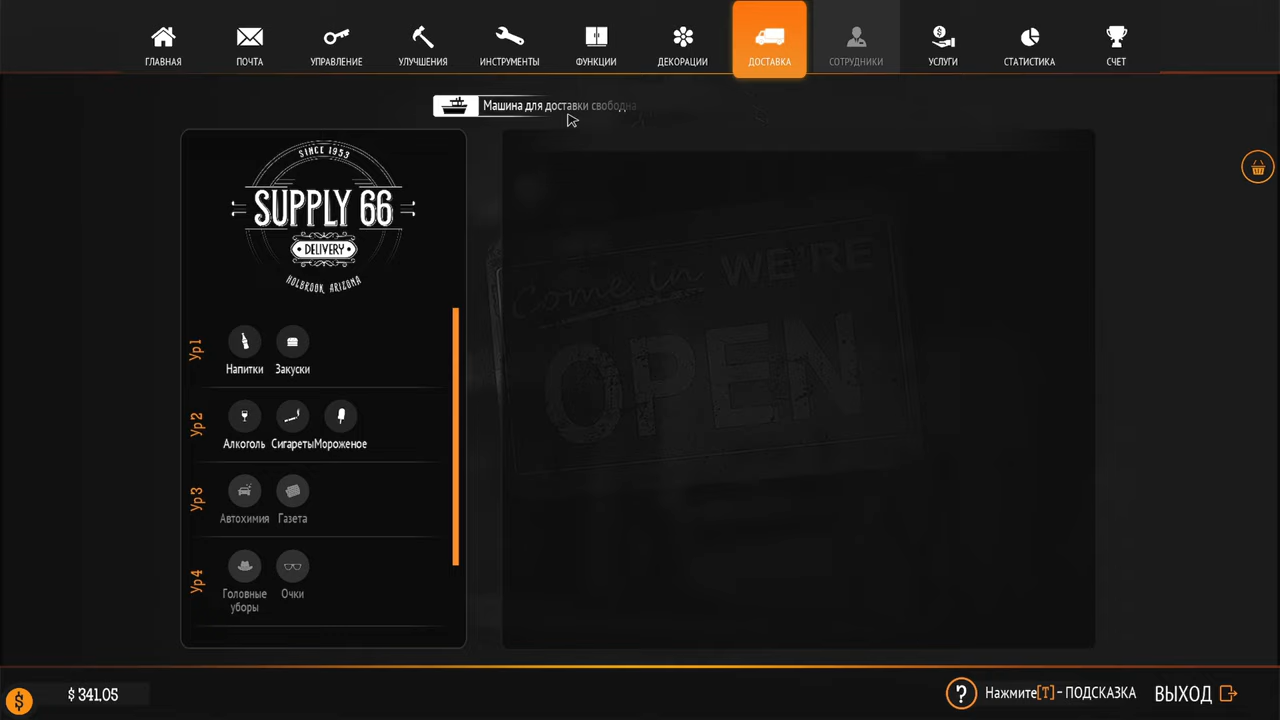 ГЛАВНАЯ ПОЧТА УПРАВЛЕНИЕ УЛУЧШЕНИЯ ИНСТРУМЕНТЫ ФУНКЦИИ ДЕКОРАЦИИ ДОСТАВКА СОТРУДНИКИ УСЛУГИ СТАТИСТИКА СЧЕТ
Машина для доставки свободна
SINCE 1953
SUPPLY 66
DELIVERY
HOLBROOK, ARIZONA
Come in WE'RE
OPEN
Ур1
Напитки Закуски
Ур2
Алкоголь Сигареты Мороженое
Ур3
Автохимия Газета
Ур4
Головные уборы Очки
$ $ 341.05
? Нажмите[T] - ПОДСКАЗКА ВЫХОД